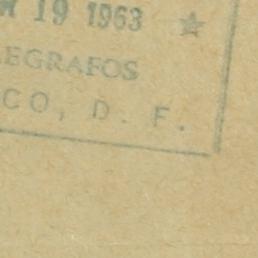 19 1963 ★
EGRAFOS
CO, D. F.